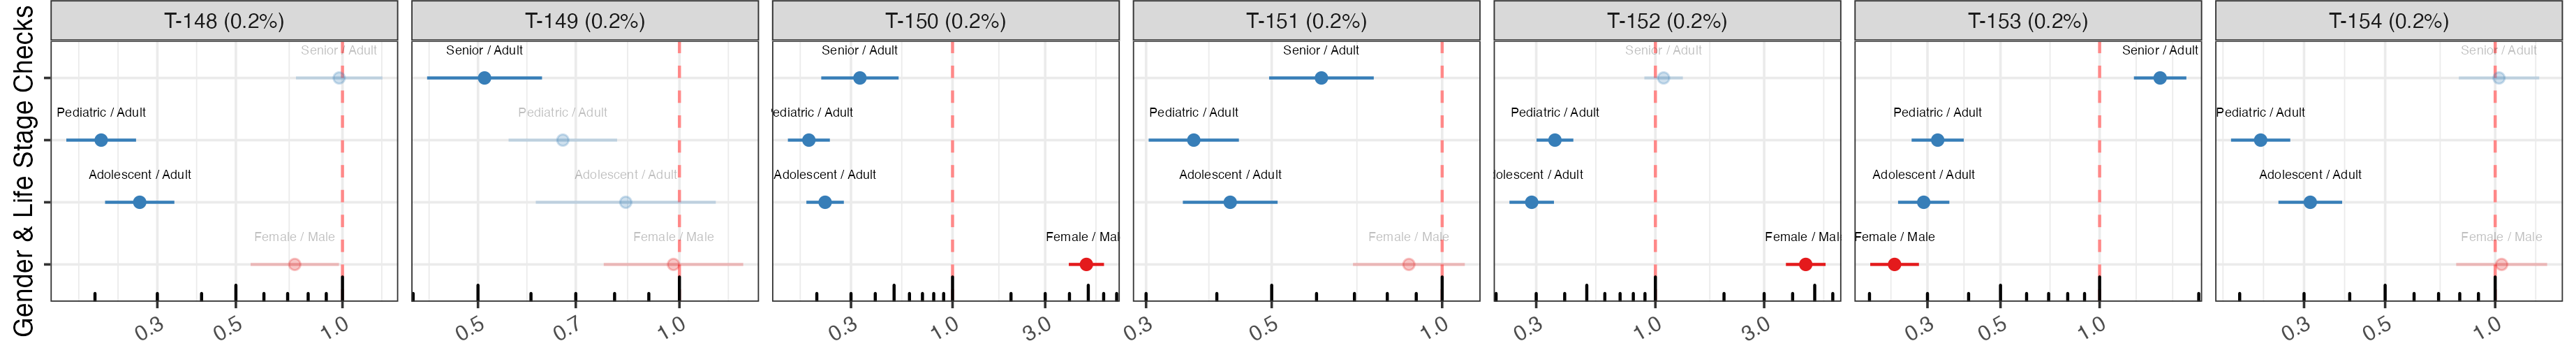 Gender & Life Stage Checks
T-148 (0.2%)
Senior / Adult
Pediatric / Adult
Adolescent / Adult
Female / Male
0.3 0.5 1.0
T-149 (0.2%)
Senior / Adult
Pediatric / Adult
Adolescent / Adult
Female / Male
0.5 0.7 1.0
T-150 (0.2%)
Senior / Adult
ediatric / Adult
Adolescent / Adult
Female / Mal
0.3 1.0 3.0
T-151 (0.2%)
Senior / Adult
Pediatric / Adult
Adolescent / Adult
Female / Male
0.3 0.5 1.0
T-152 (0.2%)
Senior / Adult
Pediatric / Adult
olescent / Adult
Female / Mal
0.3 1.0 3.0
T-153 (0.2%)
Senior / Adult
Pediatric / Adult
Adolescent / Adult
Female / Male
0.3 0.5 1.0
T-154 (0.2%)
Senior / Adult
Pediatric / Adult
Adolescent / Adult
Female / Male
0.3 0.5 1.0